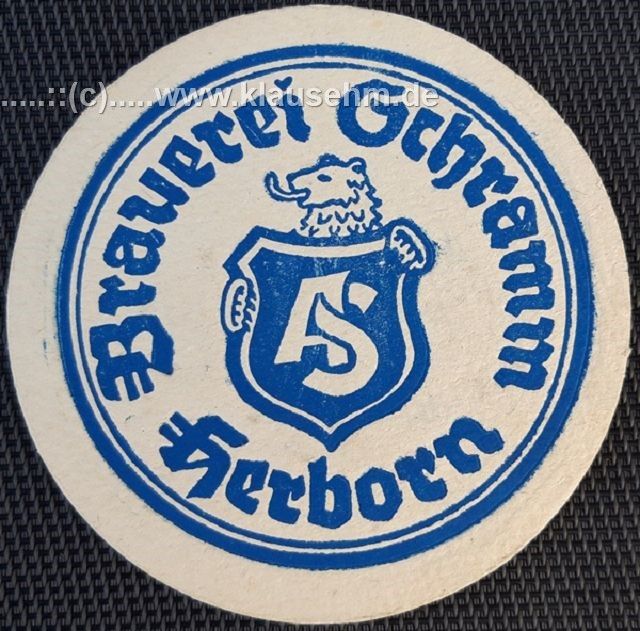 .....::(c).....www.klausehm.de
Brauerei Schramm
AS
Herborn